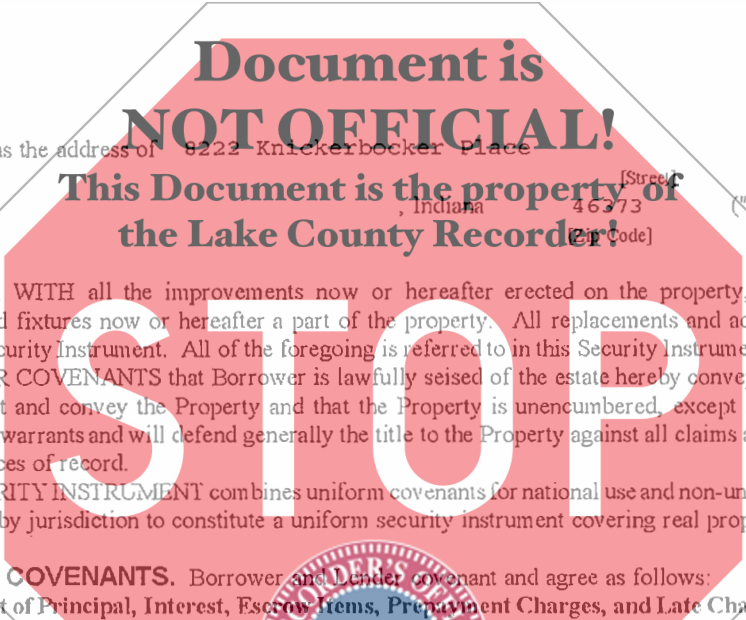 Document is
NOT OFFICIAL!
as the address of 8222 Knickerbocker Place
[Street]
This Document is the property of
, Indiana 46373 ("
the Lake County Recorder!
[Zip Code]
WITH all the improvements now or hereafter erected on the property,
d fixtures now or hereafter a part of the property. All replacements and ad
curity Instrument. All of the foregoing is referred to in this Security Instrume
R COVENANTS that Borrower is lawfully seised of the estate hereby conve
t and convey the Property and that the Property is unencumbered, except
warrants and will defend generally the title to the Property against all claims a
ces of record.
STOP
RITY INSTRUMENT combines uniform covenants for national use and non-un
by jurisdiction to constitute a uniform security instrument covering real prop
COVENANTS. Borrower and Lender covenant and agree as follows:
t of Principal, Interest, Escrow Items, Prepayment Charges, and Late Cha